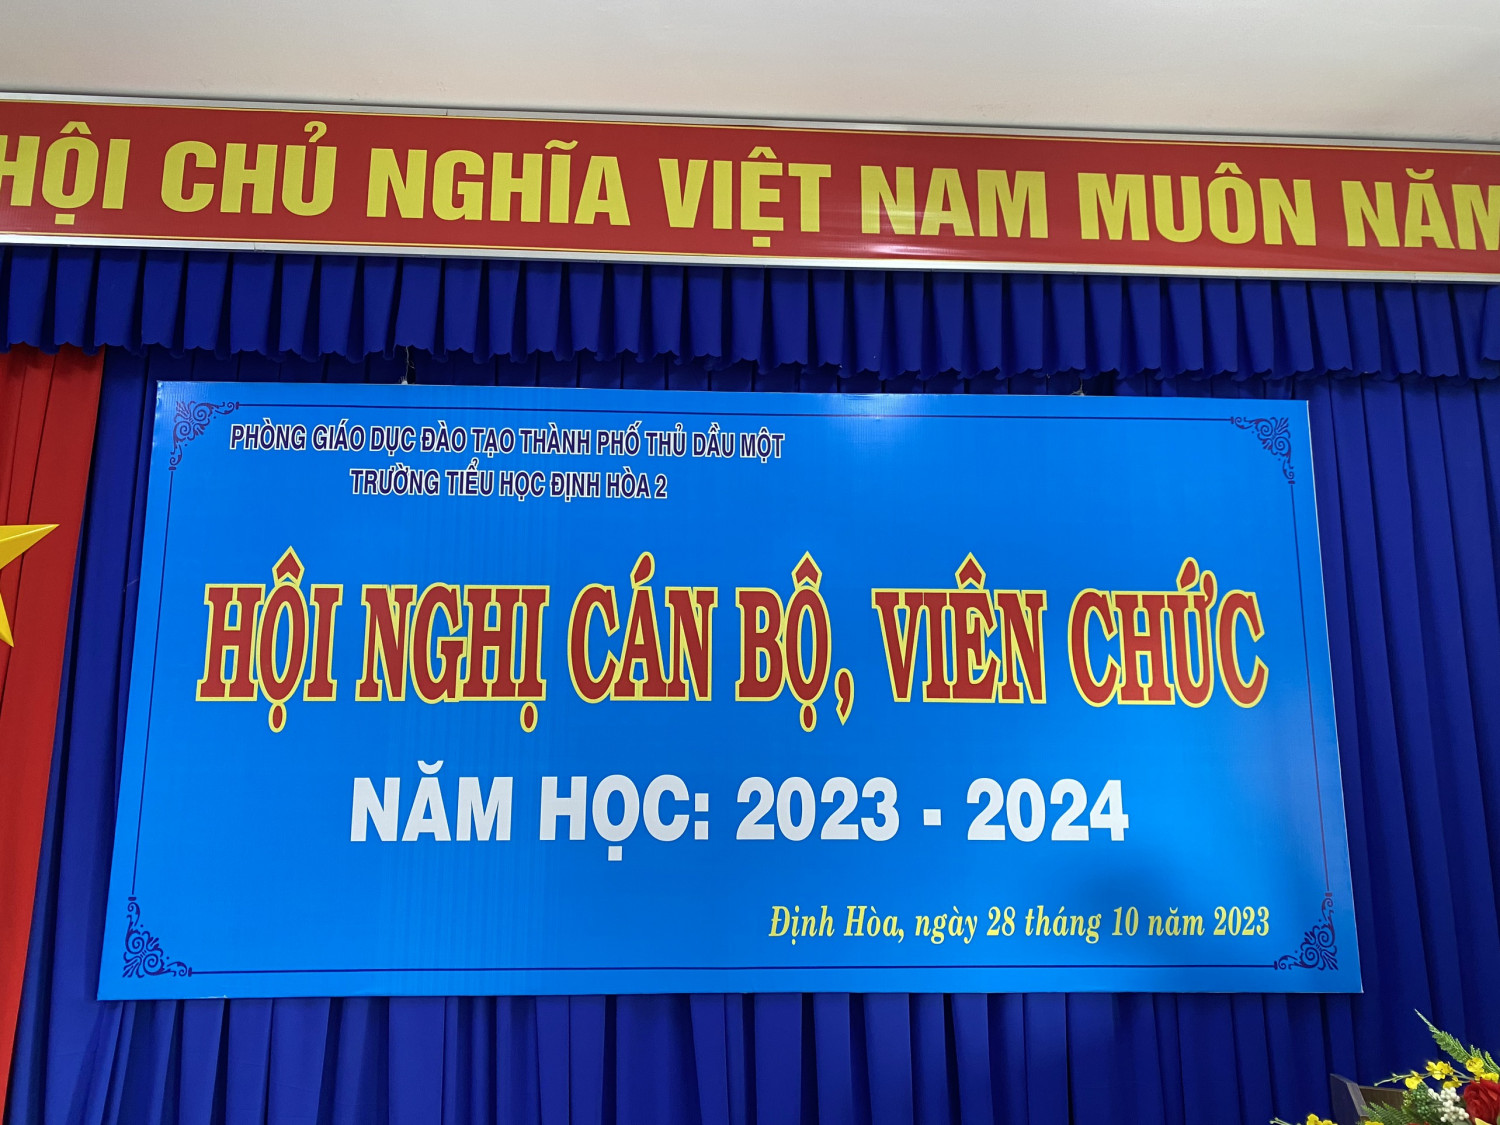 HỘI CHỦ NGHĨA VIỆT NAM MUÔN NĂM
PHÒNG GIÁO DỤC ĐÀO TẠO THÀNH PHỐ THỦ DẦU MỘT
TRƯỜNG TIỂU HỌC ĐỊNH HÒA 2
HỘI NGHỊ CÁN BỘ, VIÊN CHỨC
NĂM HỌC: 2023 - 2024
Định Hòa, ngày 28 tháng 10 năm 2023